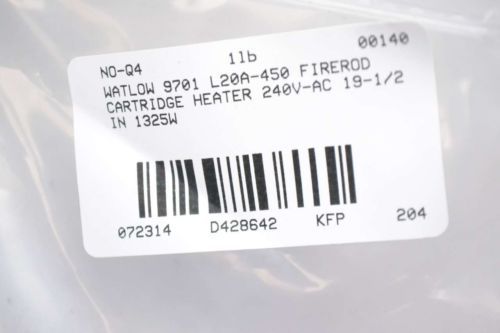 NO-Q4 1lb 00140
WATLOW 9701 L20A-450 FIREROD
CARTRIDGE HEATER 240V-AC 19-1/2
IN 1325W
072314 D428642 KFP 204